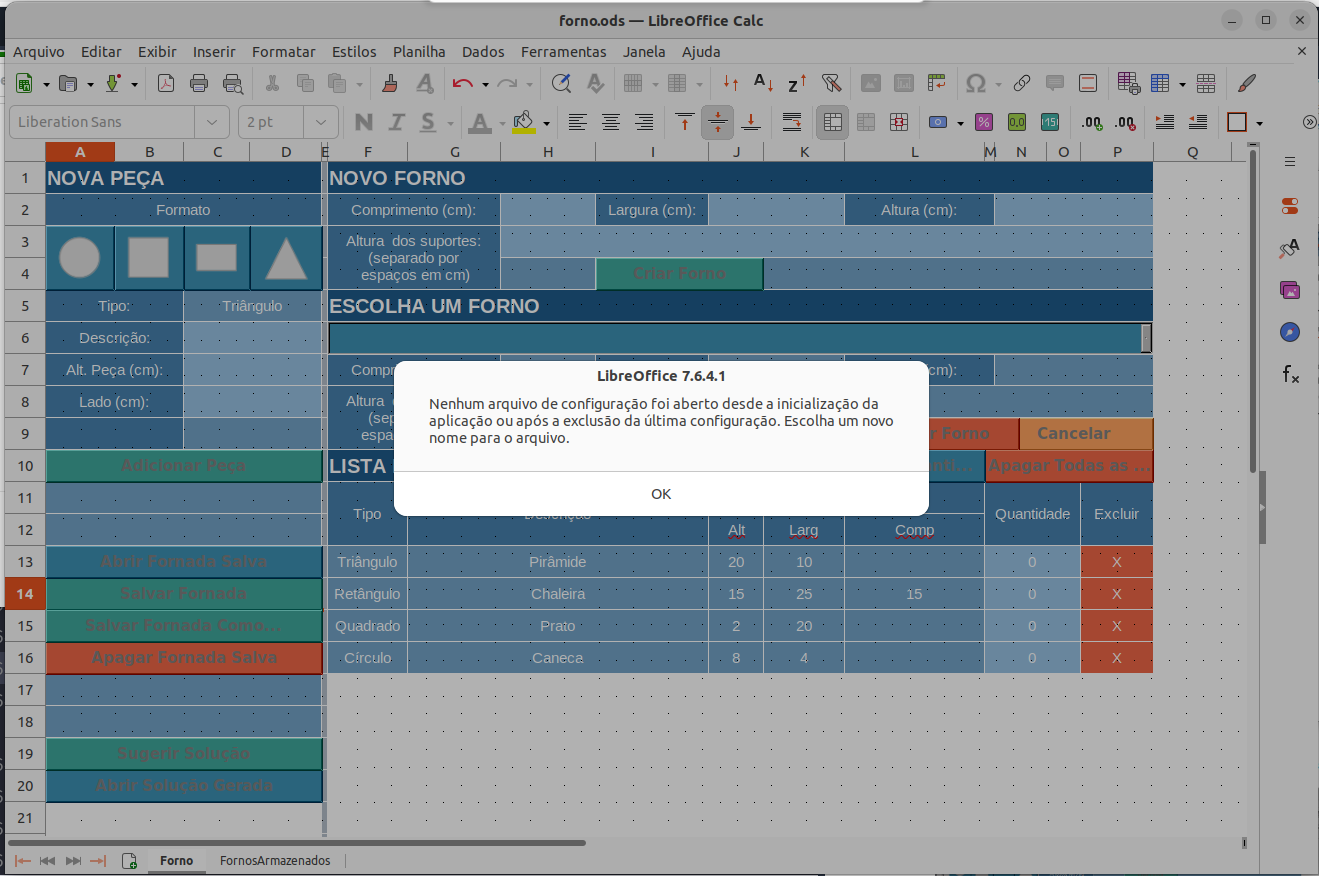 forno.ods — LibreOffice Calc
Arquivo Editar Exibir Inserir Formatar Estilos Planilha Dados Ferramentas Janela Ajuda
Liberation Sans 2 pt
A B C D E F G H I J K L M N O P Q
1 NOVA PEÇA NOVO FORNO
2 Formato Comprimento (cm): Largura (cm): Altura (cm):
3 Altura dos suportes:
(separado por
4 espaços em cm) Criar Forno
5 Tipo: Triângulo ESCOLHA UM FORNO
6 Descrição:
7 Alt. Peça (cm): Compr cm):
8 Lado (cm): Altura
(se
9 espa Forno Cancelar
10 Adicionar Peça LISTA Apagar Todas as ...
11 Tipo Descrição Quantidade Excluir
12 Alt Larg Comp
13 Abrir Fornada Salva Triângulo Pirâmide 20 10 0 X
14 Salvar Fornada Retângulo Chaleira 15 25 15 0 X
15 Salvar Fornada Como... Quadrado Prato 2 20 0 X
16 Apagar Fornada Salva Círculo Caneca 8 4 0 X
17
18
19 Sugerir Solução
20 Abrir Solução Gerada
21
LibreOffice 7.6.4.1
Nenhum arquivo de configuração foi aberto desde a inicialização da
aplicação ou após a exclusão da última configuração. Escolha um novo
nome para o arquivo.
OK
Forno FornosArmazenados